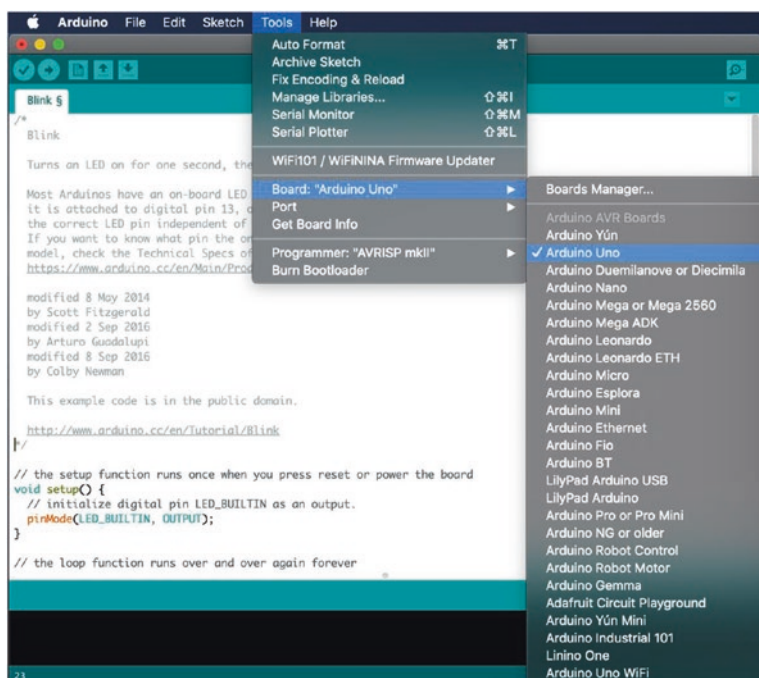 Arduino File Edit Sketch Tools Help
Auto Format ⌘T
Archive Sketch
Fix Encoding & Reload
Manage Libraries... ⇧⌘I
Serial Monitor ⇧⌘M
Serial Plotter ⇧⌘L
WiFi101 / WiFiNINA Firmware Updater
Board: "Arduino Uno"
Port
Get Board Info
Programmer: "AVRISP mkII"
Burn Bootloader
Boards Manager...
Arduino AVR Boards
Arduino Yún
✓ Arduino Uno
Arduino Duemilanove or Diecimila
Arduino Nano
Arduino Mega or Mega 2560
Arduino Mega ADK
Arduino Leonardo
Arduino Leonardo ETH
Arduino Micro
Arduino Esplora
Arduino Mini
Arduino Ethernet
Arduino Fio
Arduino BT
LilyPad Arduino USB
LilyPad Arduino
Arduino Pro or Pro Mini
Arduino NG or older
Arduino Robot Control
Arduino Robot Motor
Arduino Gemma
Adafruit Circuit Playground
Arduino Yún Mini
Arduino Industrial 101
Linino One
Arduino Uno WiFi
Blink §
/*
Blink
Turns an LED on for one second, the
Most Arduinos have an on-board LED
it is attached to digital pin 13,
the correct LED pin independent of
If you want to know what pin the on
model, check the Technical Specs of
https://www.arduino.cc/en/Main/Prod
modified 8 May 2014
by Scott Fitzgerald
modified 2 Sep 2016
by Arturo Guadalupi
modified 8 Sep 2016
by Colby Newman
This example code is in the public domain.
http://www.arduino.cc/en/Tutorial/Blink
*/
// the setup function runs once when you press reset or power the board
void setup() {
// initialize digital pin LED_BUILTIN as an output.
pinMode(LED_BUILTIN, OUTPUT);
}
// the loop function runs over and over again forever
23